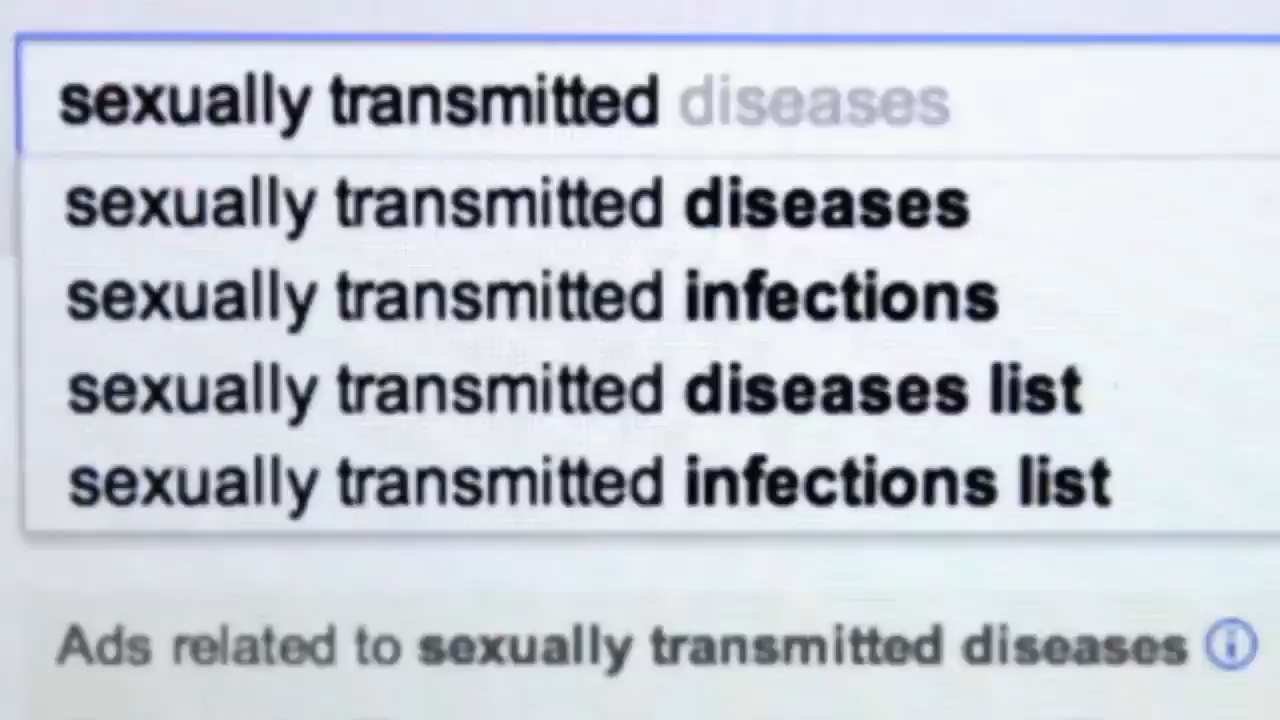 sexually transmitted diseases
sexually transmitted diseases
sexually transmitted infections
sexually transmitted diseases list
sexually transmitted infections list
Ads related to sexually transmitted diseases